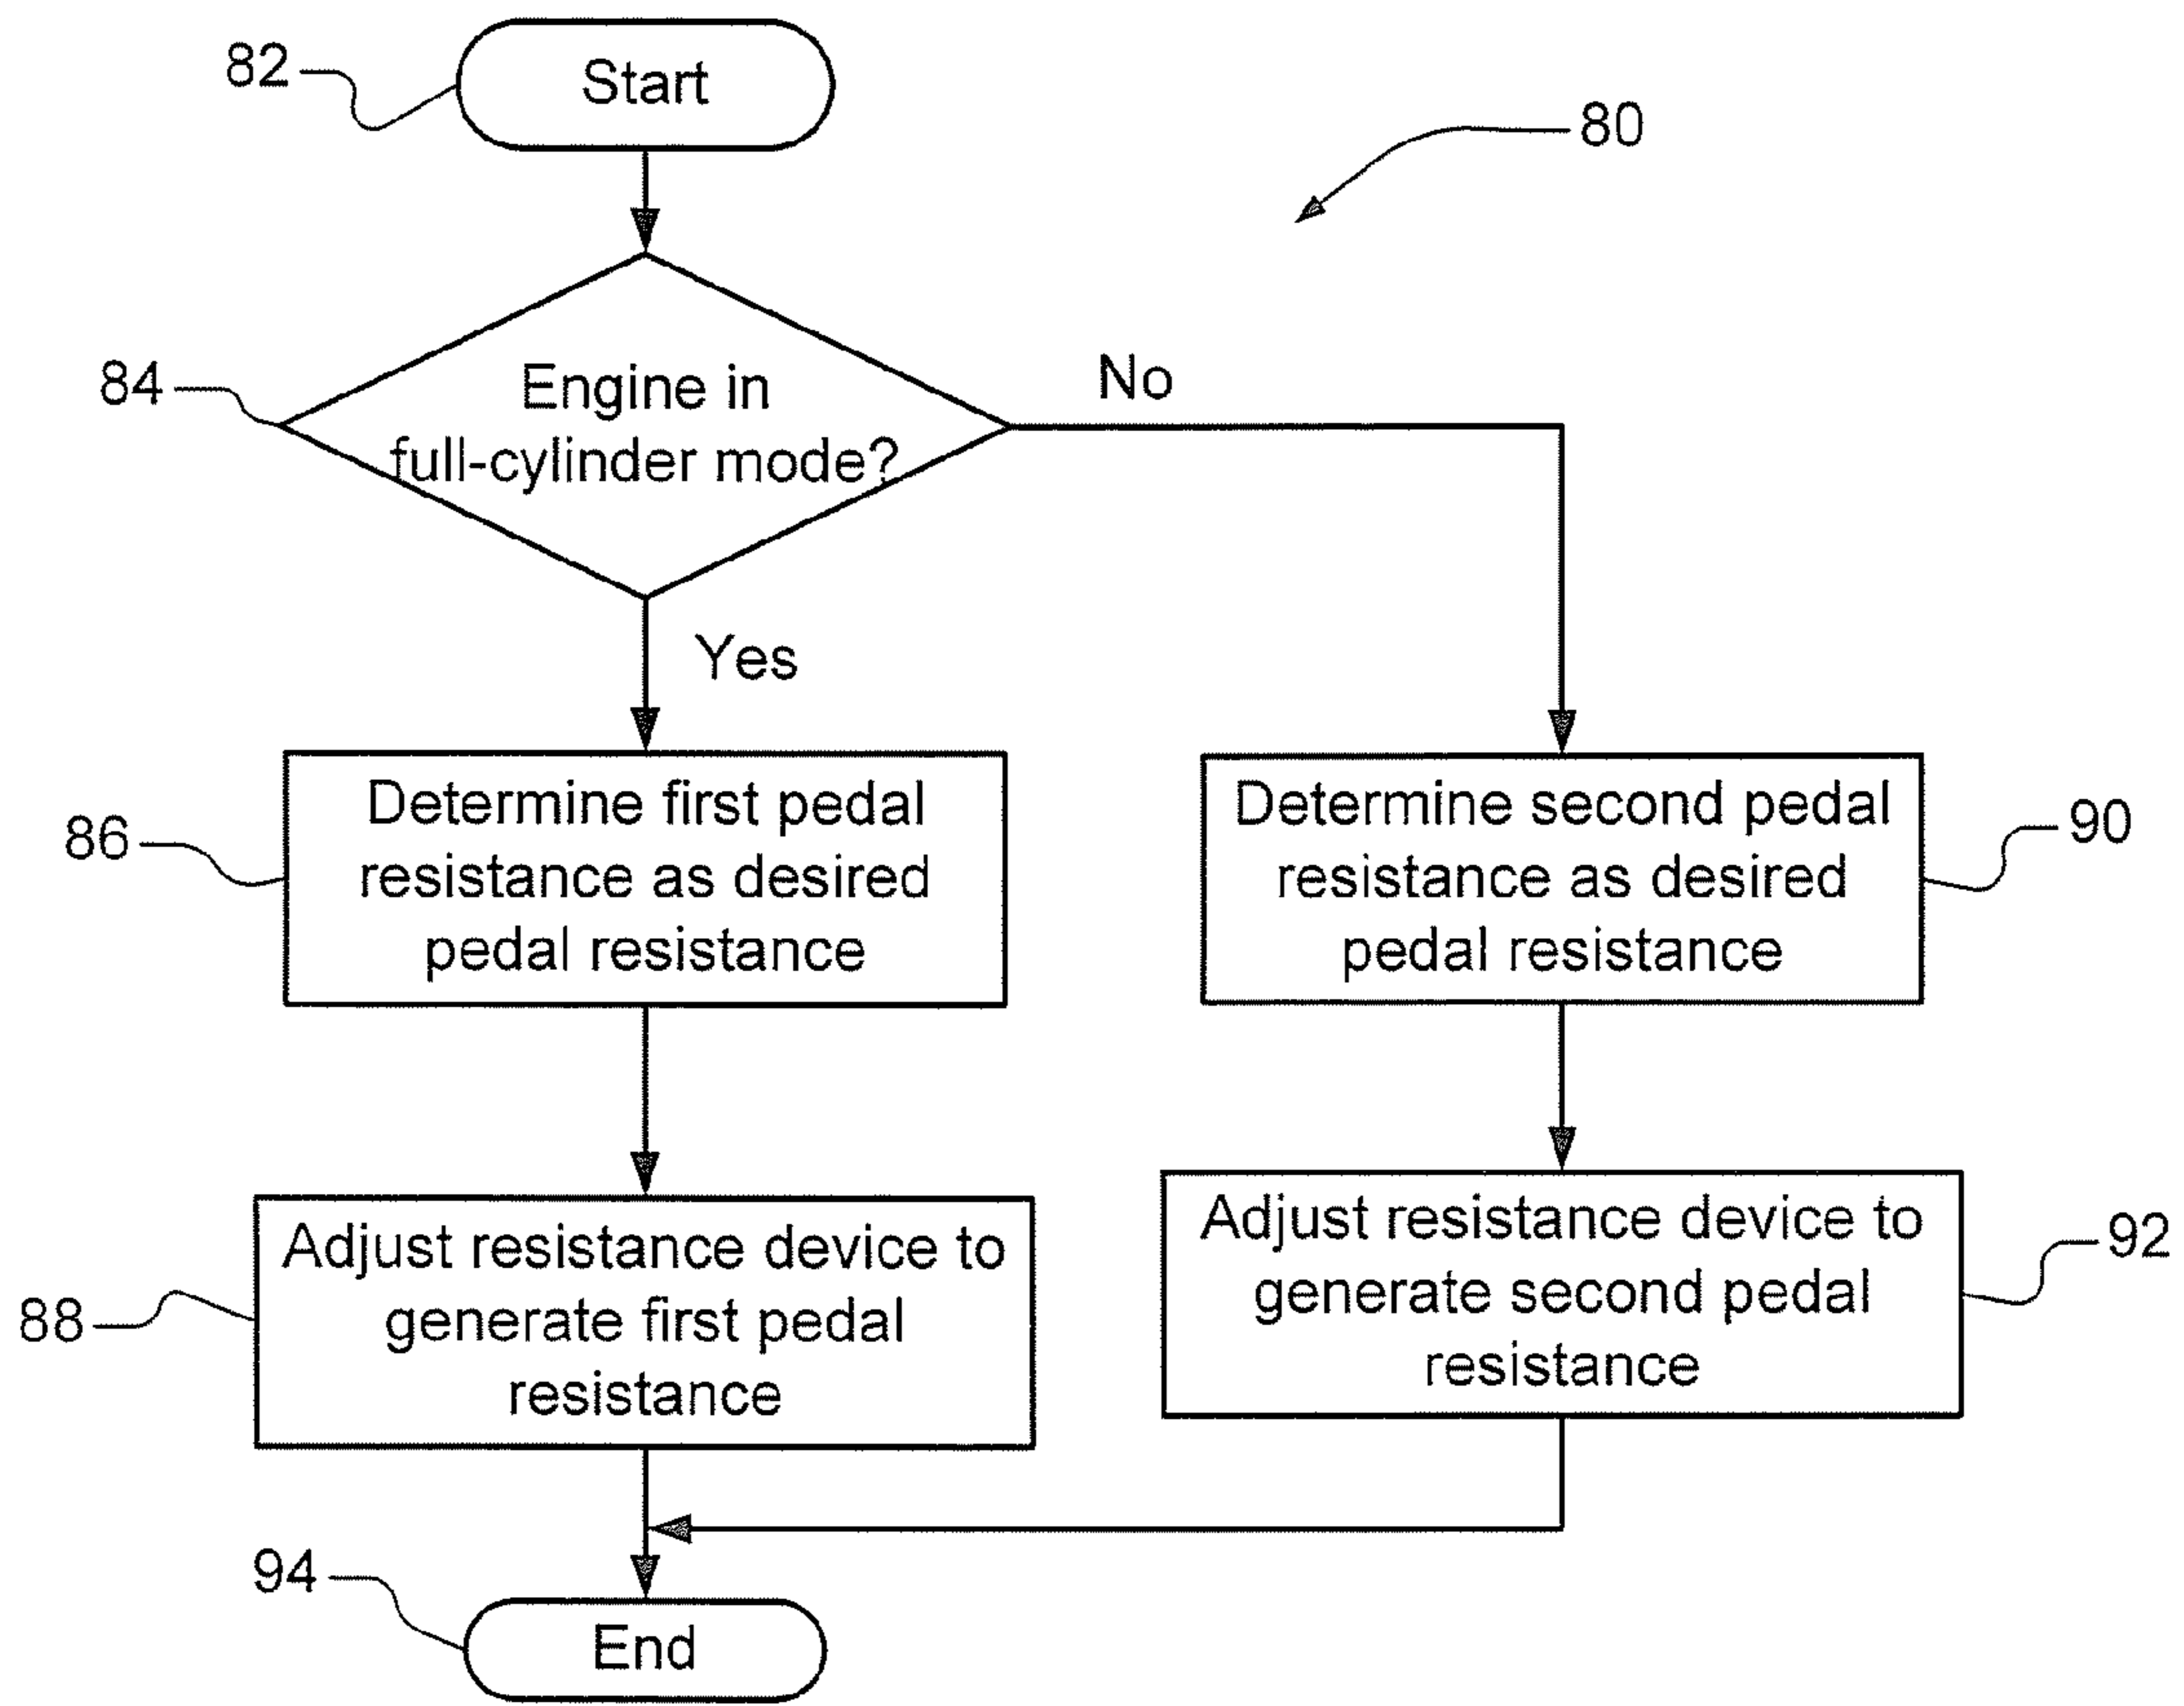 82
Start
80
84
Engine in
full-cylinder mode?
No
Yes
86
Determine first pedal
resistance as desired
pedal resistance
Determine second pedal
resistance as desired
pedal resistance
90
88
Adjust resistance device to
generate first pedal
resistance
Adjust resistance device to
generate second pedal
resistance
92
94
End